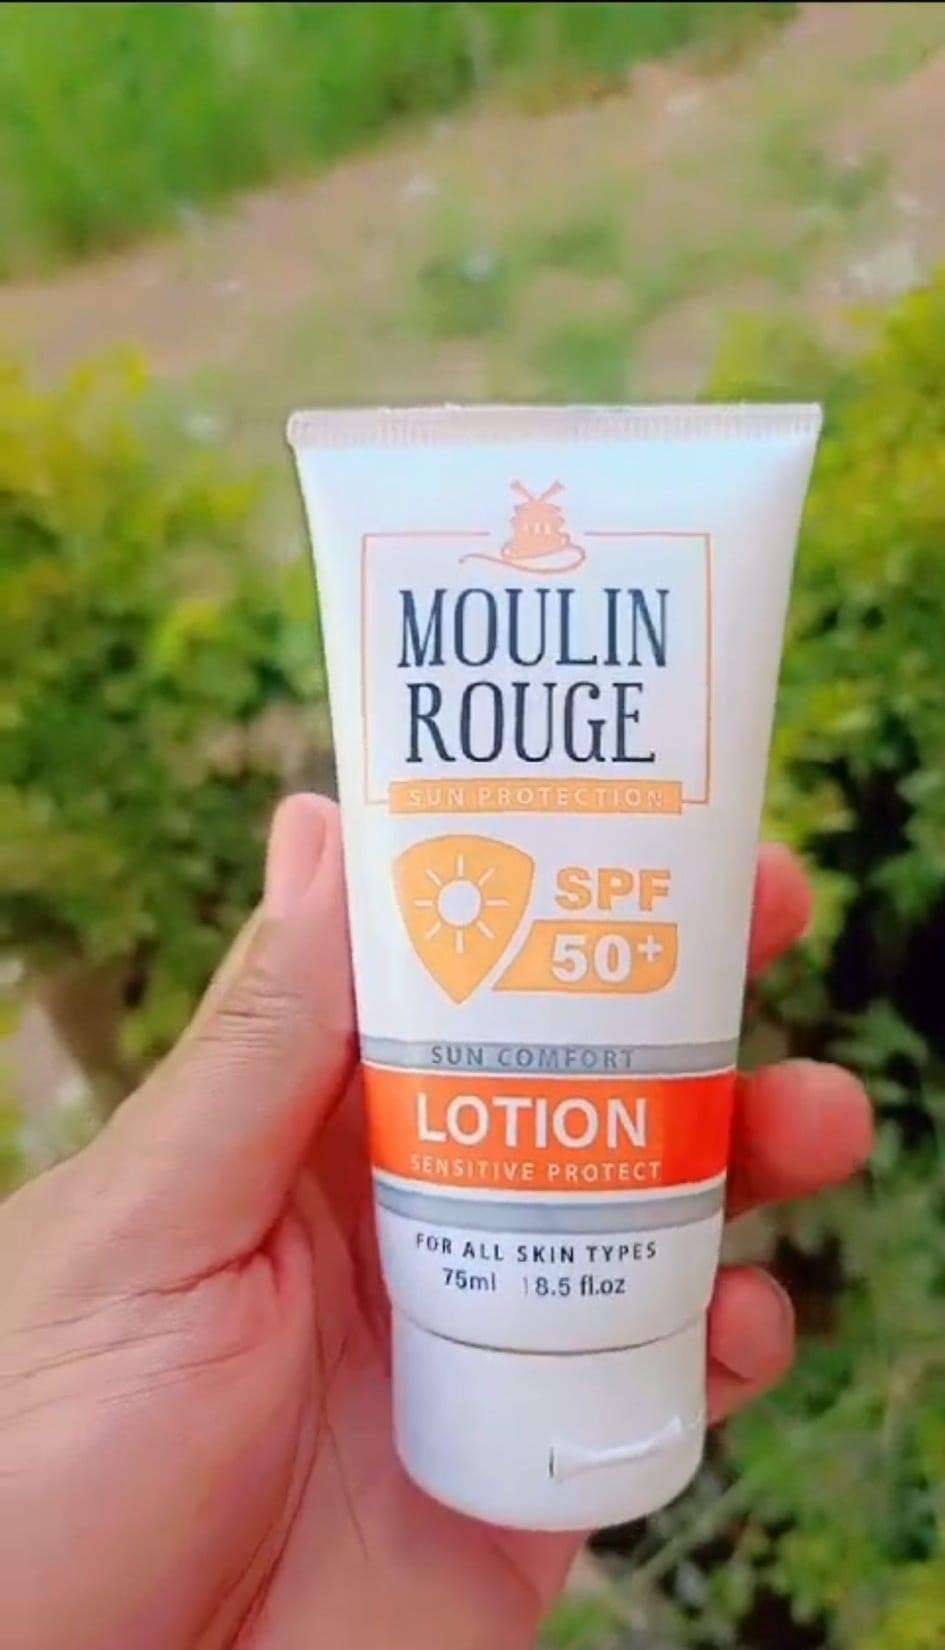 MOULIN
ROUGE
SUN PROTECTION
SPF
50+
SUN COMFORT
LOTION
SENSITIVE PROTECT
FOR ALL SKIN TYPES
75ml | 8.5 fl.oz